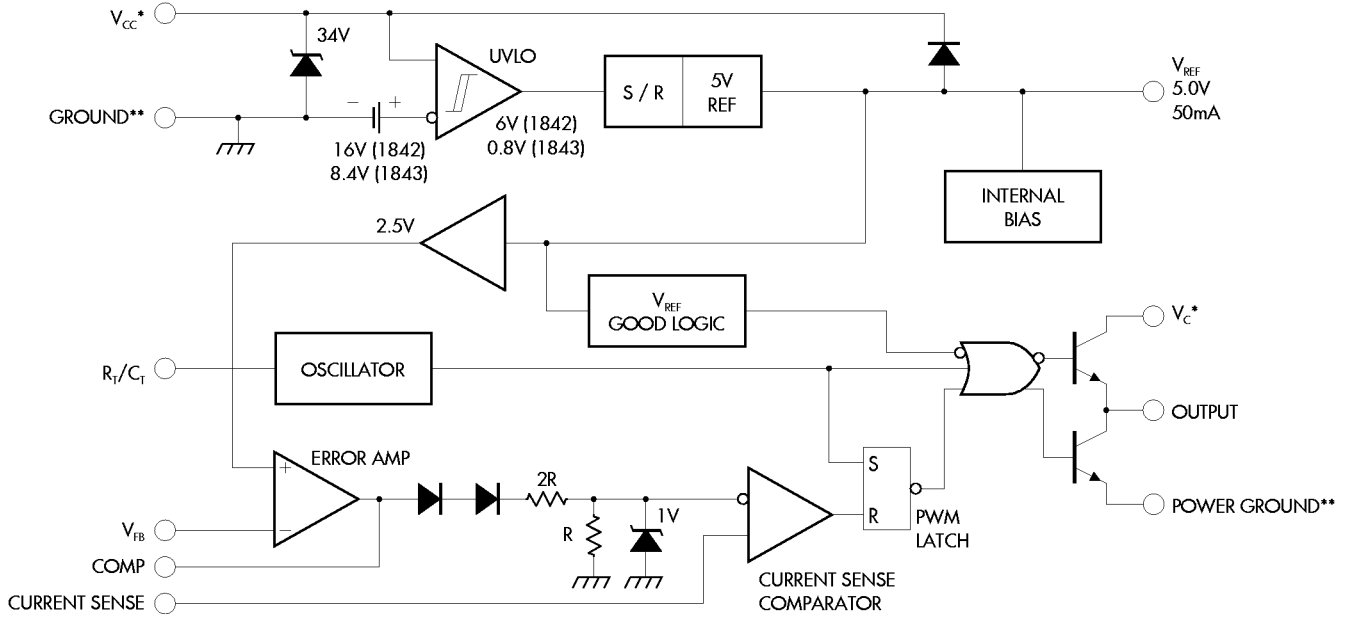 VCC*
34V
UVLO
S / R
5V
REF
VREF
5.0V
50mA
GROUND**
− +
16V (1842)
8.4V (1843)
6V (1842)
0.8V (1843)
INTERNAL
BIAS
2.5V
VREF
GOOD LOGIC
VC*
RT/CT
OSCILLATOR
OUTPUT
ERROR AMP
+
−
2R
S
R
1V
R
PWM
LATCH
POWER GROUND**
VFB
COMP
CURRENT SENSE
CURRENT SENSE
COMPARATOR